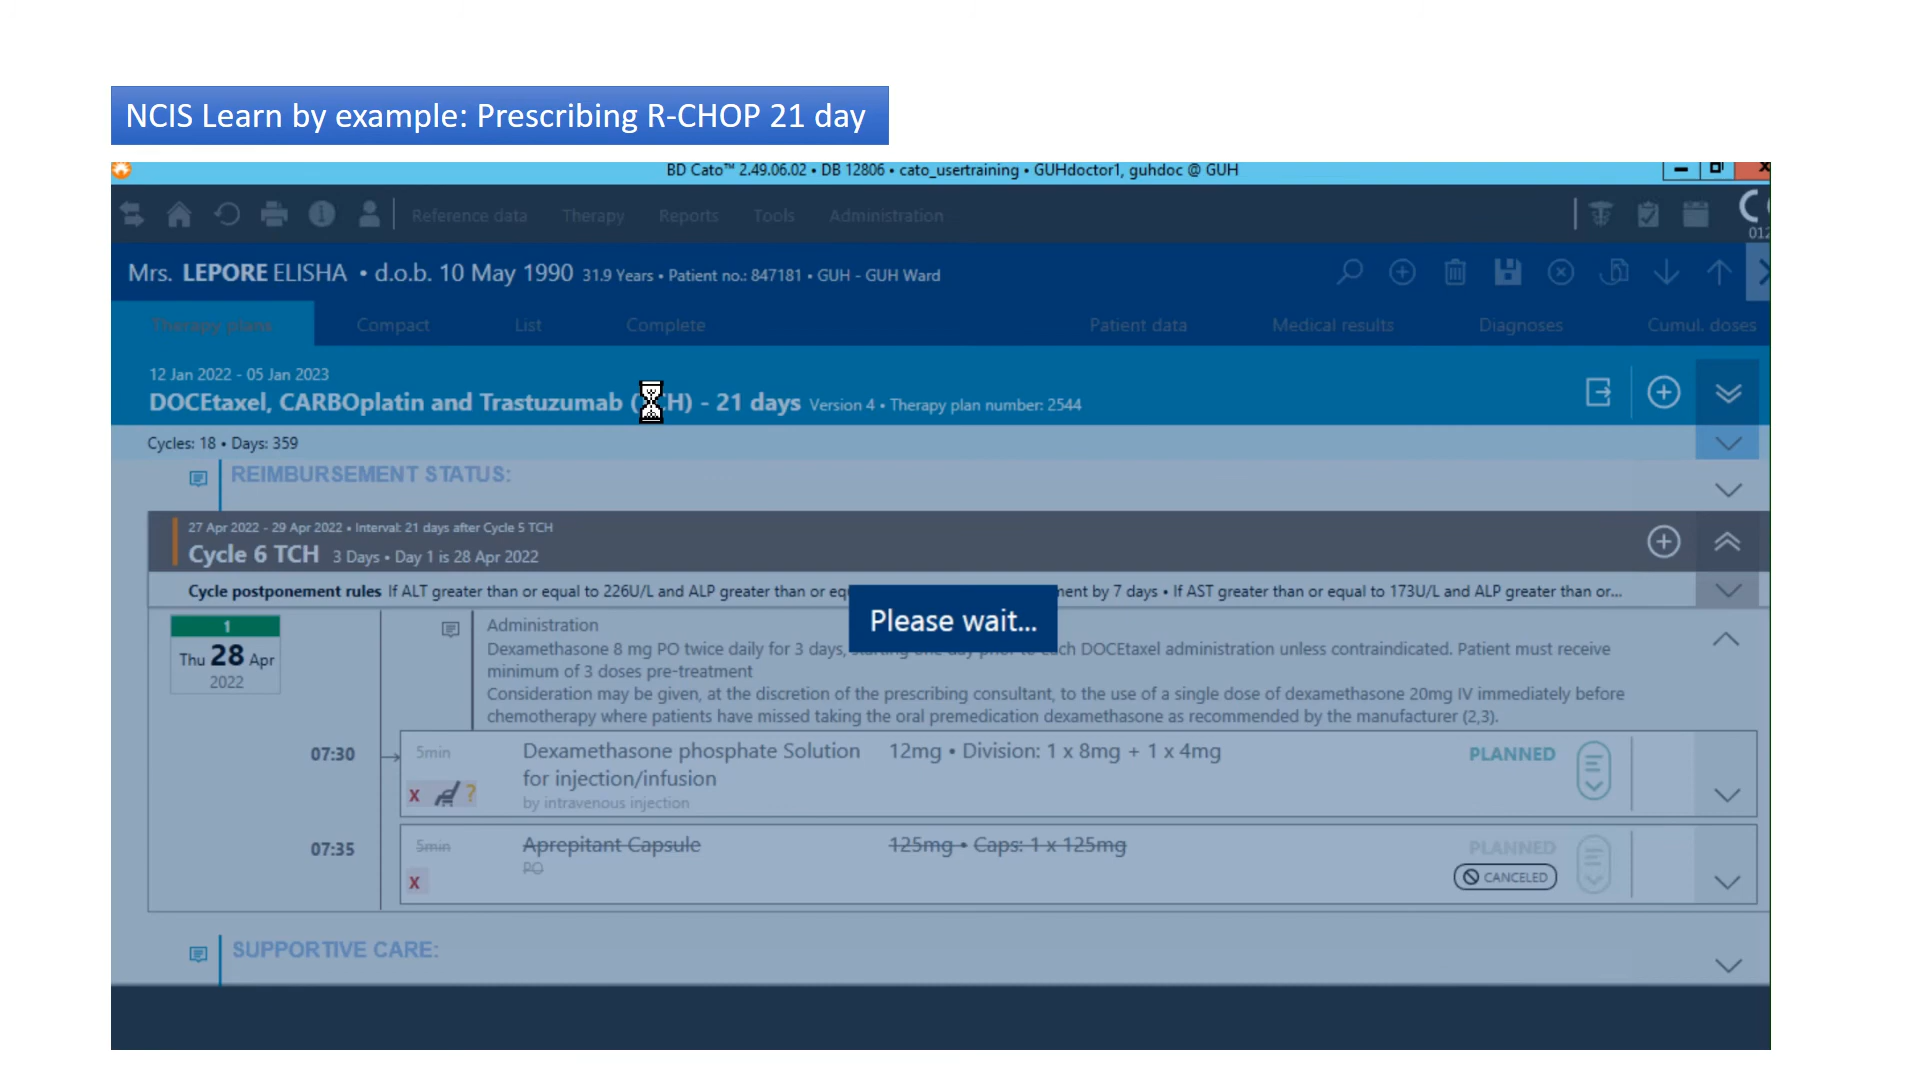 NCIS Learn by example: Prescribing R-CHOP 21 day
BD Cato™ 2.49.06.02 • DB 12806 • cato_usertraining • GUHdoctor1, guhdoc @ GUH
Reference data Therapy Reports Tools Administration
012
Mrs. LEPORE ELISHA • d.o.b. 10 May 1990 31.9 Years • Patient no.: 847181 • GUH - GUH Ward
Therapy plans Compact List Complete Patient data Medical results Diagnoses Cumul. doses
12 Jan 2022 - 05 Jan 2023
DOCEtaxel, CARBOplatin and Trastuzumab ( H) - 21 days Version 4 • Therapy plan number: 2544
Cycles: 18 • Days: 359
REIMBURSEMENT STATUS:
27 Apr 2022 - 29 Apr 2022 • Interval: 21 days after Cycle 5 TCH
Cycle 6 TCH 3 Days • Day 1 is 28 Apr 2022
Cycle postponement rules If ALT greater than or equal to 226U/L and ALP greater than or eq ment by 7 days • If AST greater than or equal to 173U/L and ALP greater than or...
Please wait...
1
Thu 28 Apr
2022
Administration
Dexamethasone 8 mg PO twice daily for 3 days, starting one day prior to each DOCEtaxel administration unless contraindicated. Patient must receive
minimum of 3 doses pre-treatment
Consideration may be given, at the discretion of the prescribing consultant, to the use of a single dose of dexamethasone 20mg IV immediately before
chemotherapy where patients have missed taking the oral premedication dexamethasone as recommended by the manufacturer (2,3).
07:30 5min Dexamethasone phosphate Solution 12mg • Division: 1 x 8mg + 1 x 4mg PLANNED
for injection/infusion
x ? by intravenous injection
07:35 5min Aprepitant Capsule 125mg • Caps: 1 x 125mg PLANNED
PO
x CANCELED
SUPPORTIVE CARE: